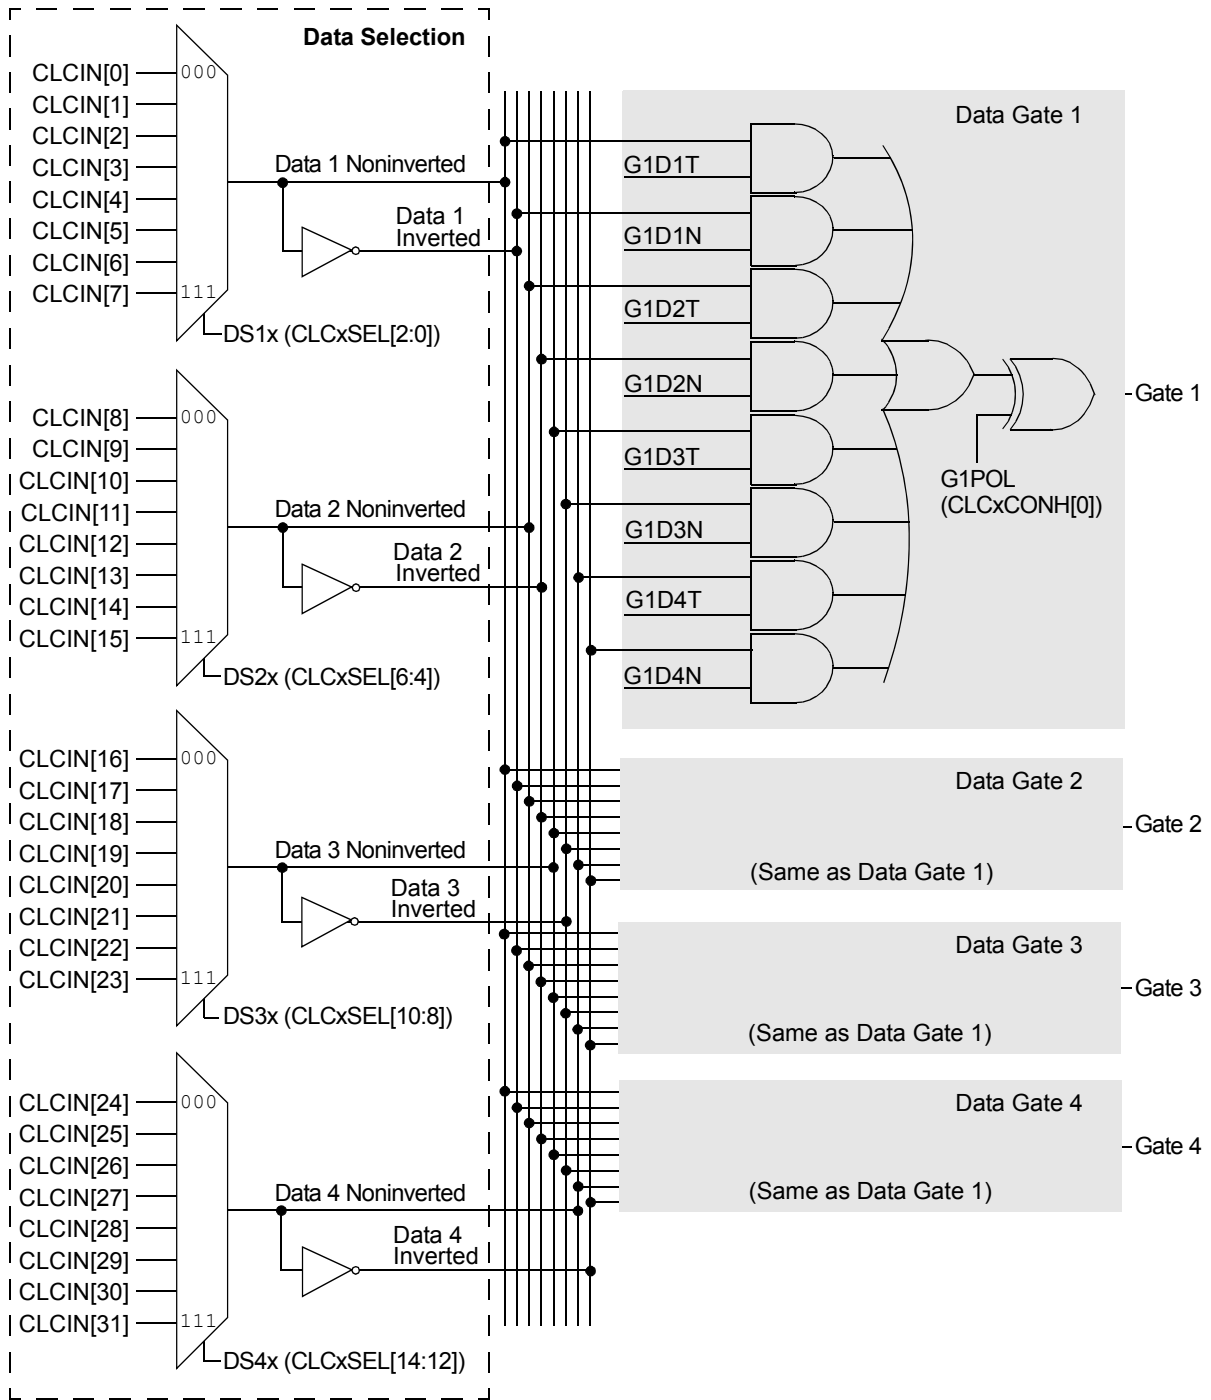 Data Selection
CLCIN[0]
000
CLCIN[1]
CLCIN[2]
CLCIN[3]
CLCIN[4]
CLCIN[5]
CLCIN[6]
CLCIN[7]
111
Data 1 Noninverted
Data 1
Inverted
DS1x (CLCxSEL[2:0])
CLCIN[8]
000
CLCIN[9]
CLCIN[10]
CLCIN[11]
CLCIN[12]
CLCIN[13]
CLCIN[14]
CLCIN[15]
111
Data 2 Noninverted
Data 2
Inverted
DS2x (CLCxSEL[6:4])
CLCIN[16]
000
CLCIN[17]
CLCIN[18]
CLCIN[19]
CLCIN[20]
CLCIN[21]
CLCIN[22]
CLCIN[23]
111
Data 3 Noninverted
Data 3
Inverted
DS3x (CLCxSEL[10:8])
CLCIN[24]
000
CLCIN[25]
CLCIN[26]
CLCIN[27]
CLCIN[28]
CLCIN[29]
CLCIN[30]
CLCIN[31]
111
Data 4 Noninverted
Data 4
Inverted
DS4x (CLCxSEL[14:12])
Data Gate 1
G1D1T
G1D1N
G1D2T
G1D2N
G1D3T
G1D3N
G1D4T
G1D4N
G1POL
(CLCxCONH[0])
Gate 1
Data Gate 2
(Same as Data Gate 1)
Gate 2
Data Gate 3
(Same as Data Gate 1)
Gate 3
Data Gate 4
(Same as Data Gate 1)
Gate 4